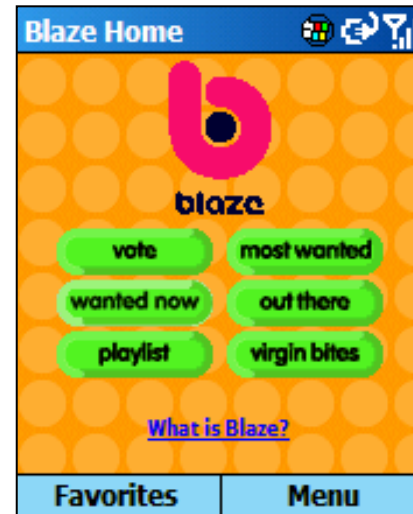 Blaze Home
blaze
vote most wanted
wanted now out there
playlist virgin bites
What is Blaze?
Favorites Menu